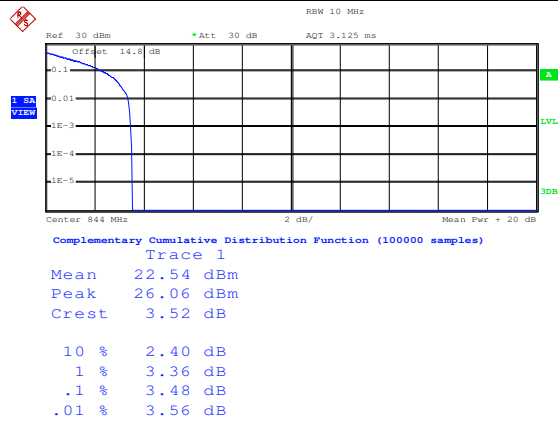 RBW 10 MHz
Ref 30 dBm *Att 30 dB AQT 3.125 ms
Offset 14.8 dB
0.1
A
0.01
1 SA
VIEW
1E-3
LVL
1E-4
1E-5
3DB
Center 844 MHz 2 dB/ Mean Pwr + 20 dB
Complementary Cumulative Distribution Function (100000 samples)
Trace 1
Mean 22.54 dBm
Peak 26.06 dBm
Crest 3.52 dB
10 % 2.40 dB
1 % 3.36 dB
.1 % 3.48 dB
.01 % 3.56 dB